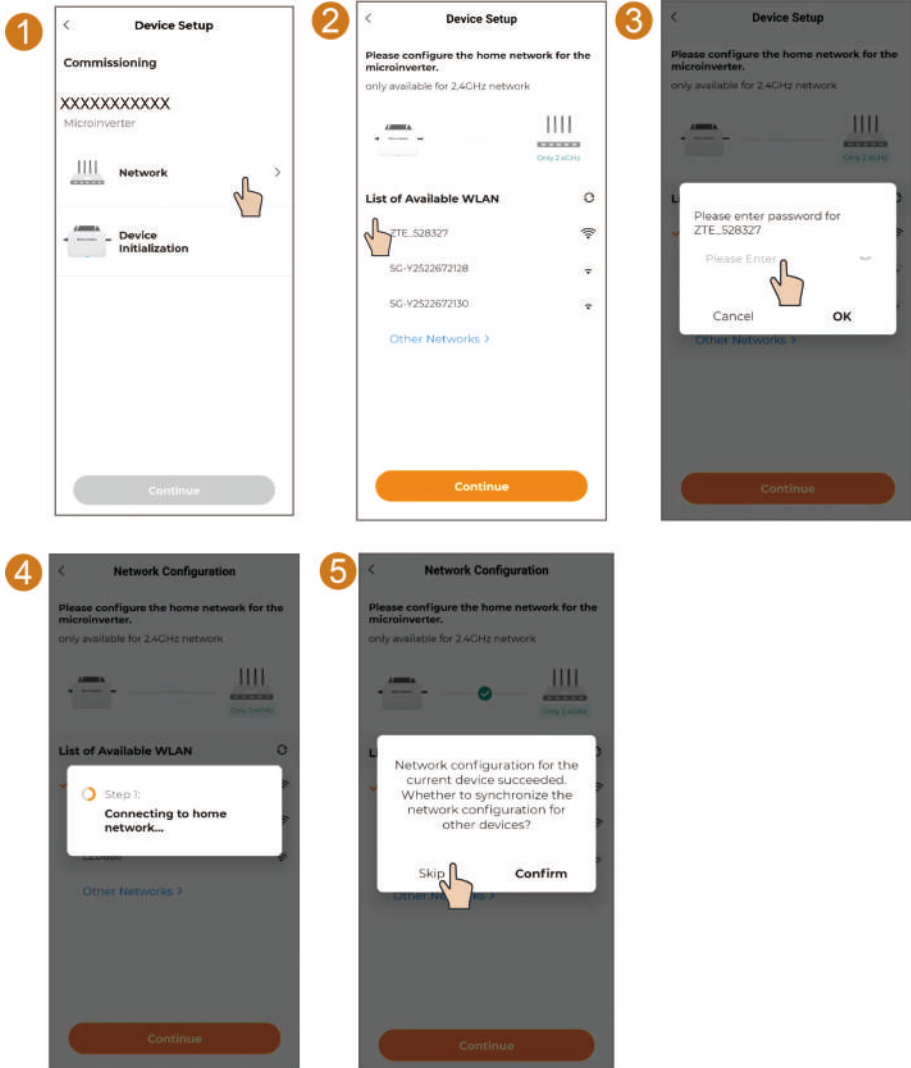 1
< Device Setup
Commissioning
XXXXXXXXXXX
Microinverter
Network >
Device
Initialization
Continue
2
< Device Setup
Please configure the home network for the
microinverter.
only available for 2.4GHz network
Only 2.4GHz
List of Available WLAN
ZTE_528327
SG-Y2522672128
SG-Y2522672130
Other Networks >
Continue
3
< Device Setup
Please configure the home network for the
microinverter.
only available for 2.4GHz network
Only 2.4GHz
L
Please enter password for
ZTE_528327
Please Enter
Cancel OK
Other Networks >
Continue
4
< Network Configuration
Please configure the home network for the
microinverter.
only available for 2.4GHz network
Only 2.4GHz
List of Available WLAN
Step 1:
Connecting to home
network...
Other Networks >
Continue
5
< Network Configuration
Please configure the home network for the
microinverter.
only available for 2.4GHz network
Only 2.4GHz
L
Network configuration for the
current device succeeded.
Whether to synchronize the
network configuration for
other devices?
Skip Confirm
Other Networks >
Continue